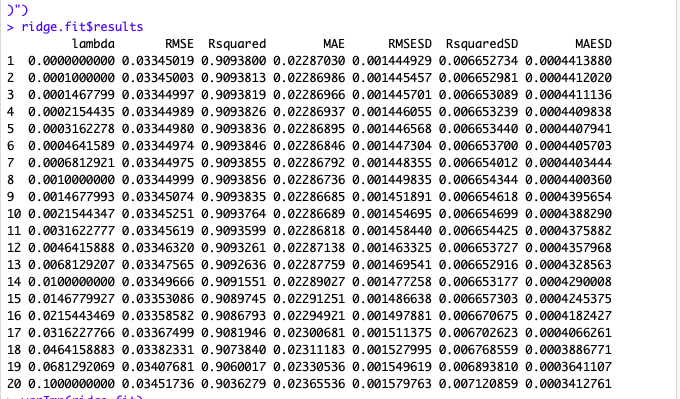 )")
> ridge.fit$results
lambda RMSE Rsquared MAE RMSESD RsquaredSD MAESD
1 0.0000000000 0.03345019 0.9093800 0.02287030 0.001444929 0.006652734 0.0004413880
2 0.0001000000 0.03345003 0.9093813 0.02286986 0.001445457 0.006652981 0.0004412020
3 0.0001467799 0.03344997 0.9093819 0.02286966 0.001445701 0.006653089 0.0004411136
4 0.0002154435 0.03344989 0.9093826 0.02286937 0.001446055 0.006653239 0.0004409838
5 0.0003162278 0.03344980 0.9093836 0.02286895 0.001446568 0.006653440 0.0004407941
6 0.0004641589 0.03344974 0.9093846 0.02286846 0.001447304 0.006653700 0.0004405703
7 0.0006812921 0.03344975 0.9093855 0.02286792 0.001448355 0.006654012 0.0004403444
8 0.0010000000 0.03344999 0.9093856 0.02286736 0.001449835 0.006654344 0.0004400360
9 0.0014677993 0.03345074 0.9093835 0.02286685 0.001451891 0.006654618 0.0004395654
10 0.0021544347 0.03345251 0.9093764 0.02286689 0.001454695 0.006654699 0.0004388290
11 0.0031622777 0.03345619 0.9093599 0.02286818 0.001458440 0.006654425 0.0004375882
12 0.0046415888 0.03346320 0.9093261 0.02287138 0.001463325 0.006653727 0.0004357968
13 0.0068129207 0.03347565 0.9092636 0.02287759 0.001469541 0.006652916 0.0004328563
14 0.0100000000 0.03349666 0.9091551 0.02289027 0.001477258 0.006653177 0.0004290008
15 0.0146779927 0.03353086 0.9089745 0.02291251 0.001486638 0.006657303 0.0004245375
16 0.0215443469 0.03358582 0.9086793 0.02294921 0.001497881 0.006670675 0.0004182427
17 0.0316227766 0.03367499 0.9081946 0.02300681 0.001511375 0.006702623 0.0004066261
18 0.0464158883 0.03382331 0.9073840 0.02311183 0.001527995 0.006768559 0.0003886771
19 0.0681292069 0.03407681 0.9060017 0.02330536 0.001549619 0.006893810 0.0003641107
20 0.1000000000 0.03451736 0.9036279 0.02365536 0.001579763 0.007120859 0.0003412761
> varImp(ridge.fit)